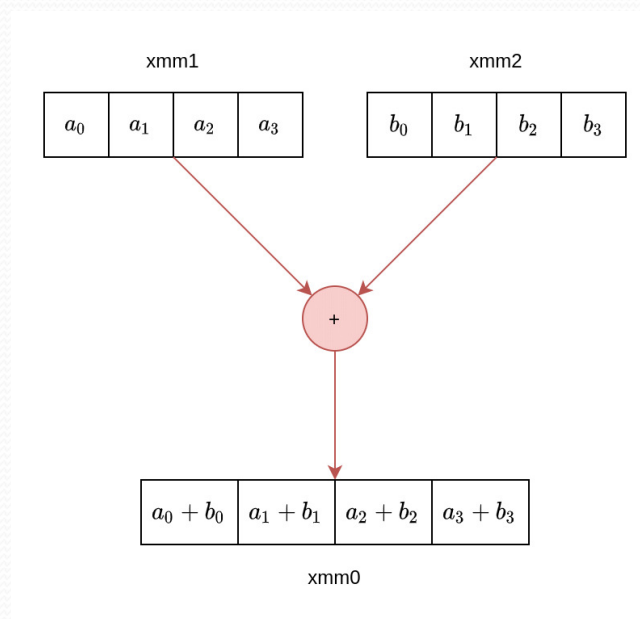 xmm1 xmm2
a₀ a₁ a₂ a₃ b₀ b₁ b₂ b₃
+
a₀ + b₀ a₁ + b₁ a₂ + b₂ a₃ + b₃
xmm0